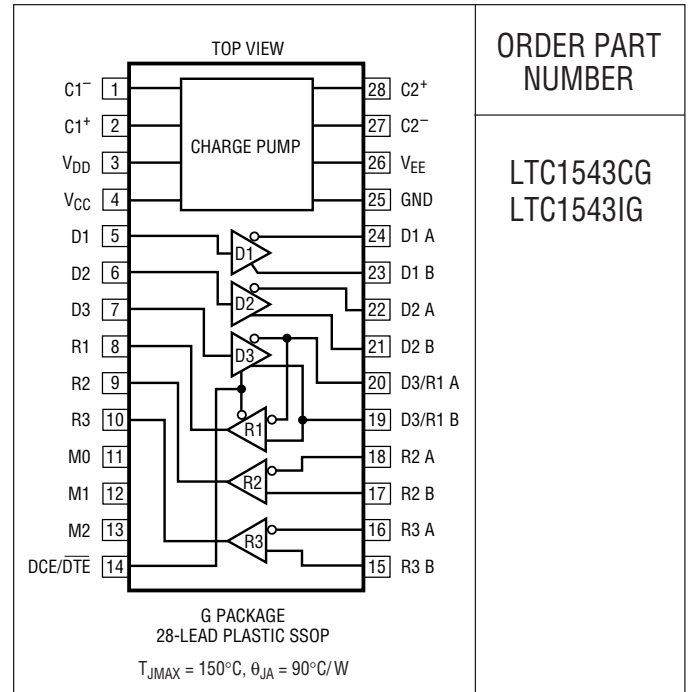 TOP VIEW
C1⁻ 1
C1⁺ 2
V_DD 3
V_CC 4
D1 5
D2 6
D3 7
R1 8
R2 9
R3 10
M0 11
M1 12
M2 13
DCE/D̅T̅E̅ 14
CHARGE PUMP
D1
D2
D3
R1
R2
R3
28 C2⁺
27 C2⁻
26 V_EE
25 GND
24 D1 A
23 D1 B
22 D2 A
21 D2 B
20 D3/R1 A
19 D3/R1 B
18 R2 A
17 R2 B
16 R3 A
15 R3 B
G PACKAGE
28-LEAD PLASTIC SSOP
T_JMAX = 150°C, θ_JA = 90°C/W
ORDER PART
NUMBER
LTC1543CG
LTC1543IG